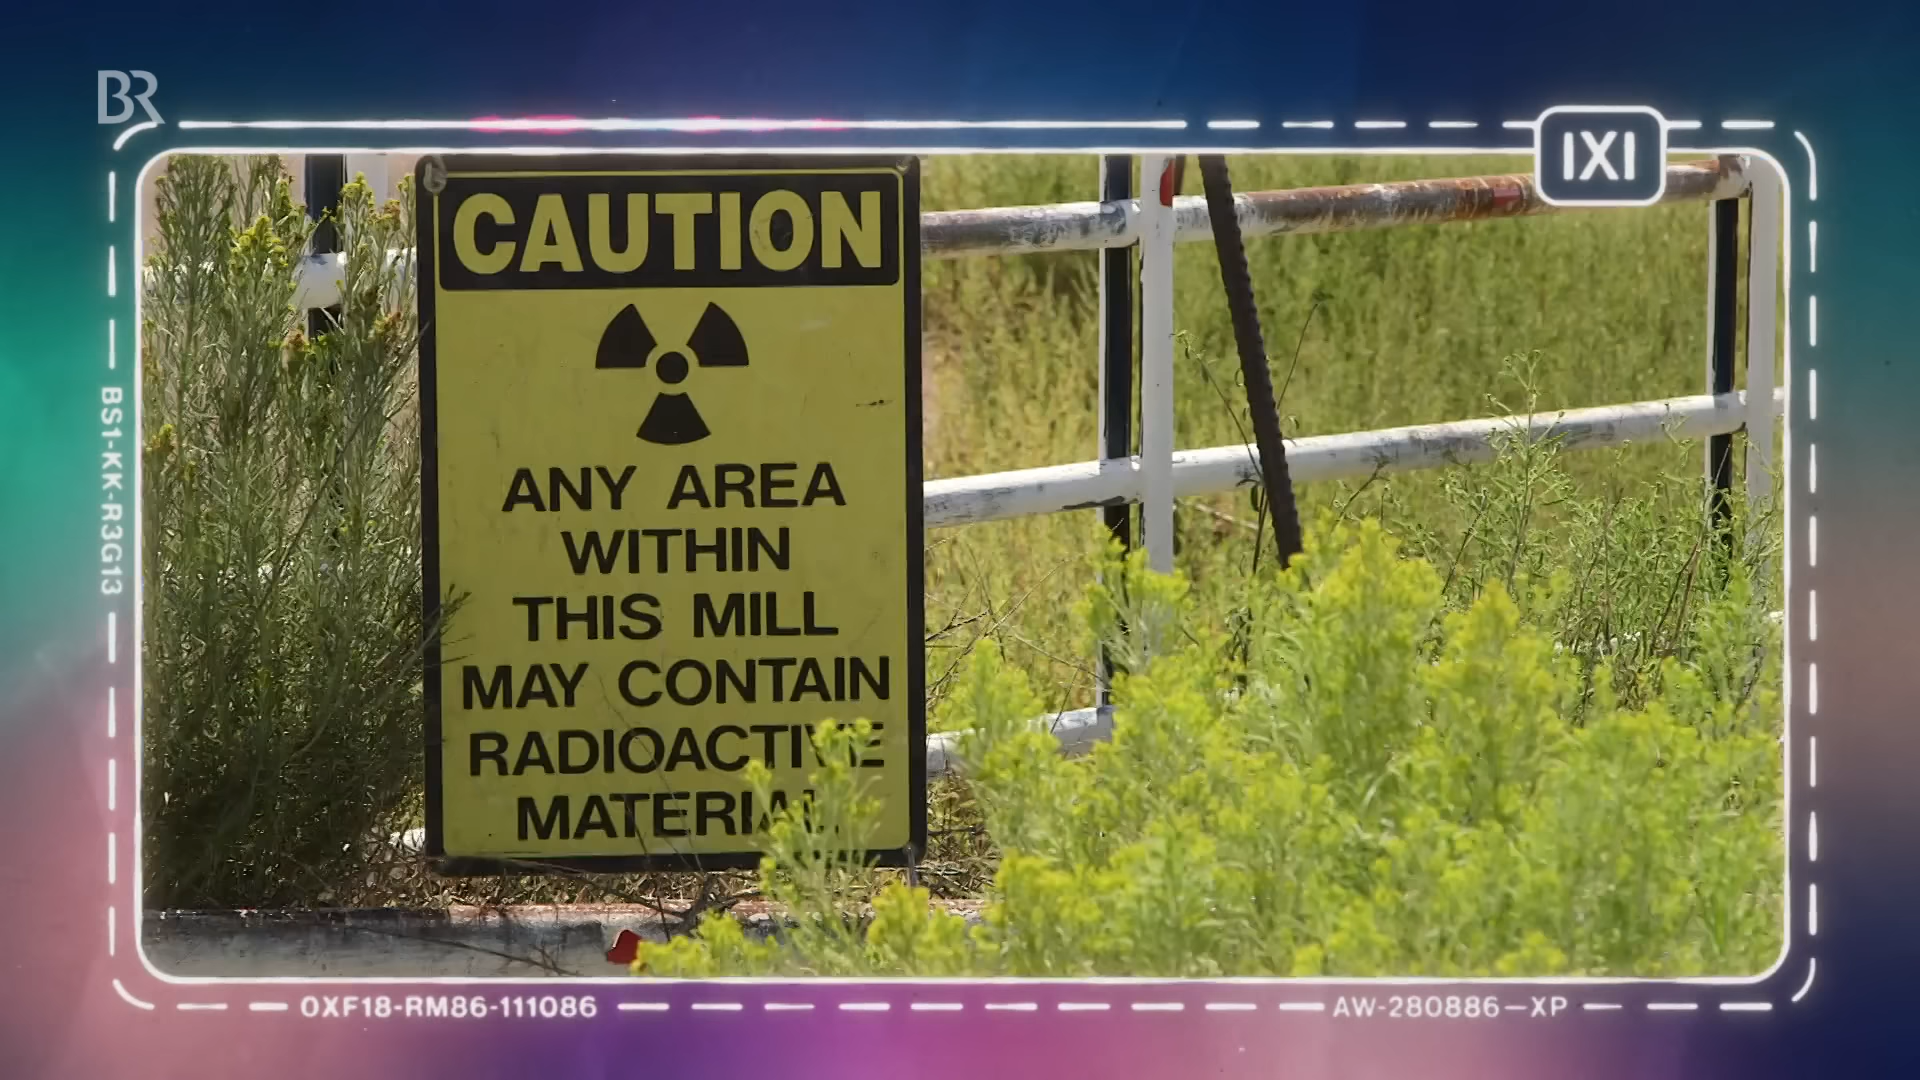 BR
IXI
CAUTION
ANY AREA
WITHIN
THIS MILL
MAY CONTAIN
RADIOACTIVE
MATERIAL
BS1-KK-R3G13
0XF18-RM86-111086
AW-280886-XP